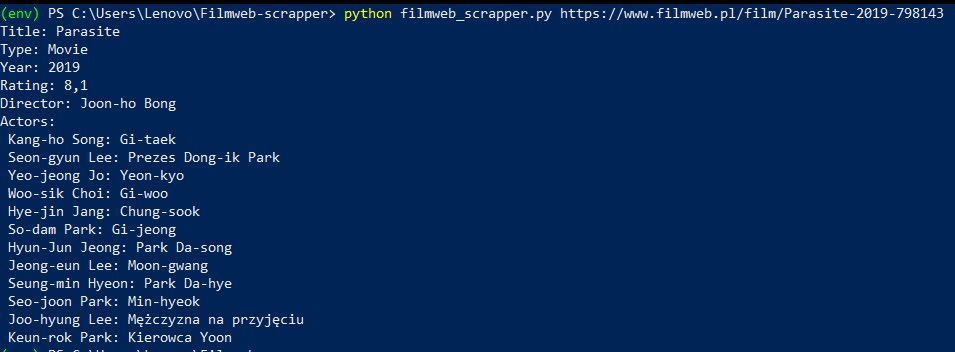 (env) PS C:\Users\Lenovo\Filmweb-scrapper> python filmweb_scrapper.py https://www.filmweb.pl/film/Parasite-2019-798143
Title: Parasite
Type: Movie
Year: 2019
Rating: 8,1
Director: Joon-ho Bong
Actors:
Kang-ho Song: Gi-taek
Seon-gyun Lee: Prezes Dong-ik Park
Yeo-jeong Jo: Yeon-kyo
Woo-sik Choi: Gi-woo
Hye-jin Jang: Chung-sook
So-dam Park: Gi-jeong
Hyun-Jun Jeong: Park Da-song
Jeong-eun Lee: Moon-gwang
Seung-min Hyeon: Park Da-hye
Seo-joon Park: Min-hyeok
Joo-hyung Lee: Mężczyzna na przyjęciu
Keun-rok Park: Kierowca Yoon